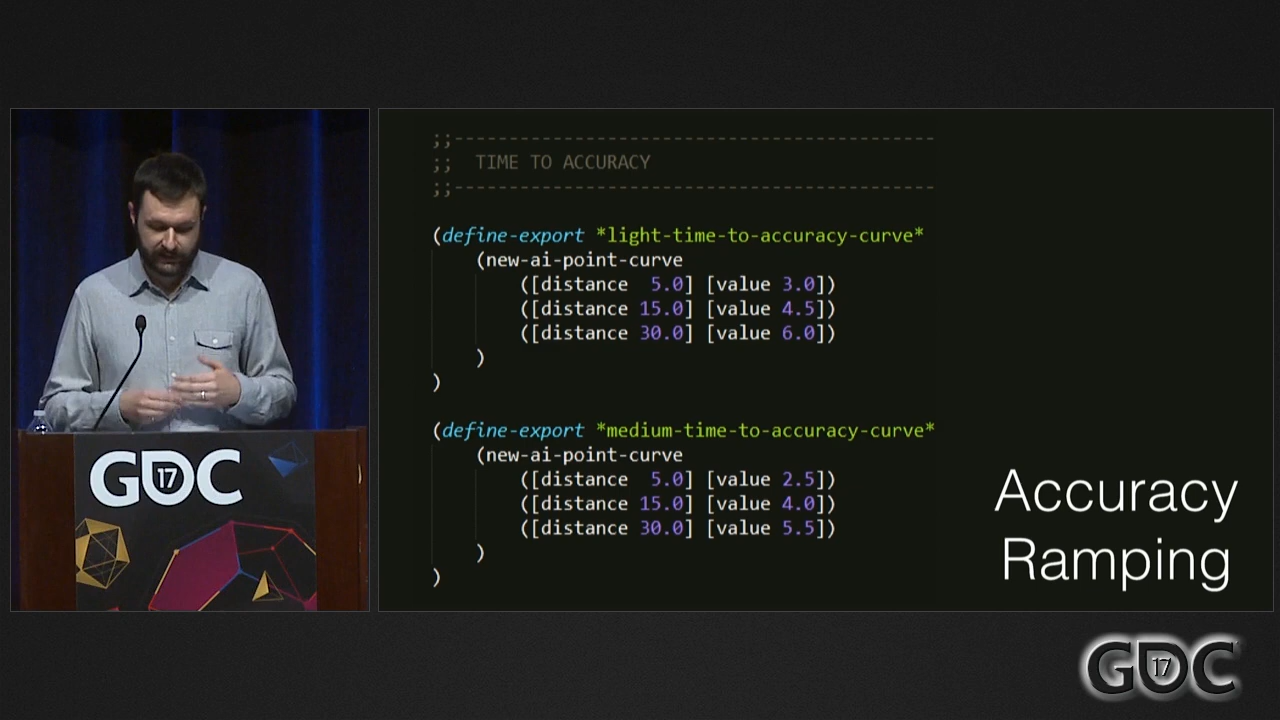 ;;--------------------------------------------
;;  TIME TO ACCURACY
;;--------------------------------------------
(define-export *light-time-to-accuracy-curve*
    (new-ai-point-curve
        ([distance  5.0] [value 3.0])
        ([distance 15.0] [value 4.5])
        ([distance 30.0] [value 6.0])
    )
)
(define-export *medium-time-to-accuracy-curve*
    (new-ai-point-curve
        ([distance  5.0] [value 2.5])
        ([distance 15.0] [value 4.0])
        ([distance 30.0] [value 5.5])
    )
)
Accuracy
Ramping
GDC 17
GDC 17